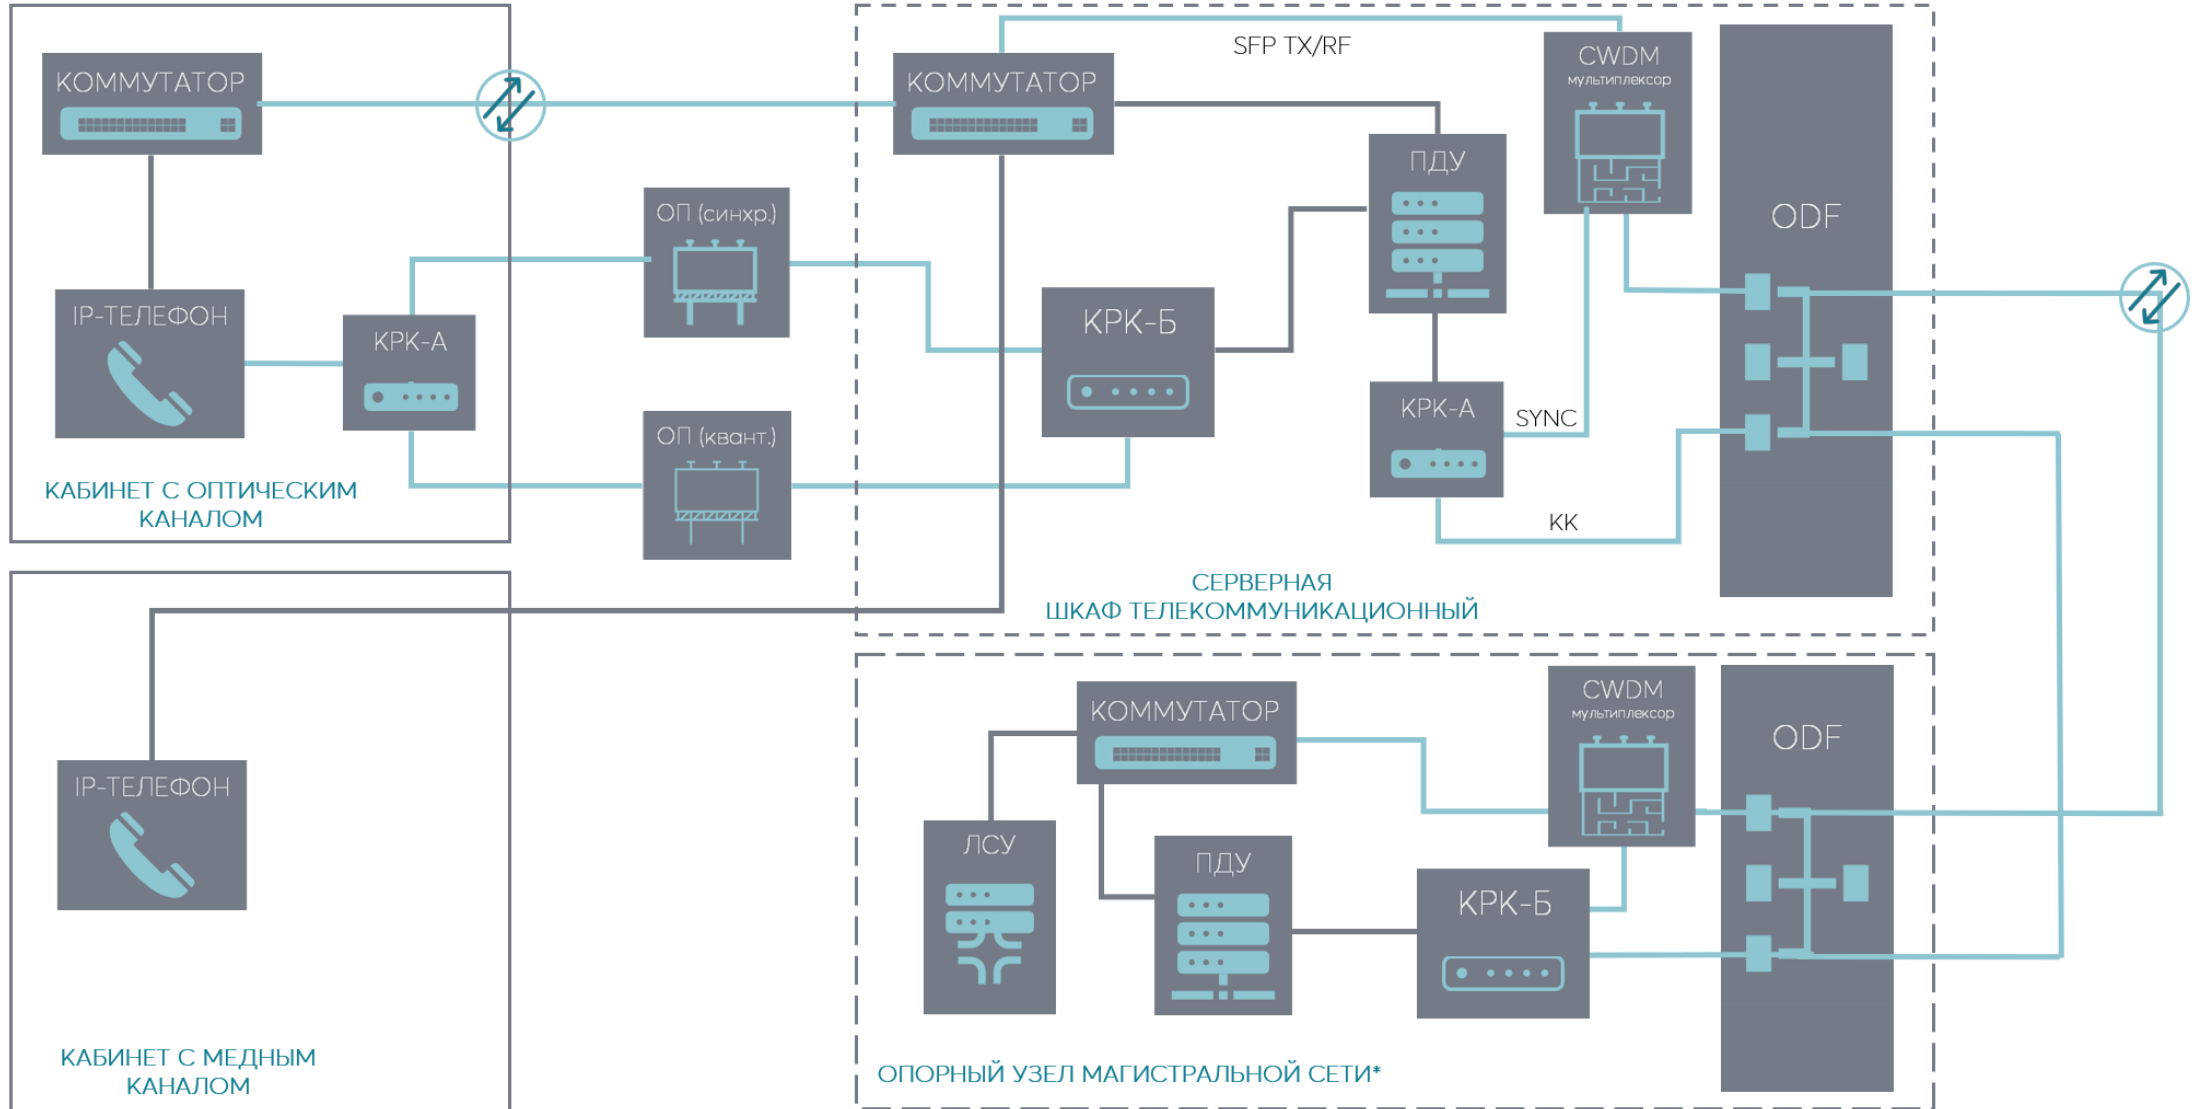 КОММУТАТОР
IP-ТЕЛЕФОН
КРК-А
КАБИНЕТ С ОПТИЧЕСКИМ
КАНАЛОМ
ОП (синхр.)
ОП (квант.)
КОММУТАТОР
SFP TX/RF
CWDM
мультиплексор
ПДУ
КРК-Б
КРК-А
SYNC
КК
ODF
СЕРВЕРНАЯ
ШКАФ ТЕЛЕКОММУНИКАЦИОННЫЙ
IP-ТЕЛЕФОН
КАБИНЕТ С МЕДНЫМ
КАНАЛОМ
КОММУТАТОР
CWDM
мультиплексор
ODF
ЛСУ
ПДУ
КРК-Б
ОПОРНЫЙ УЗЕЛ МАГИСТРАЛЬНОЙ СЕТИ*